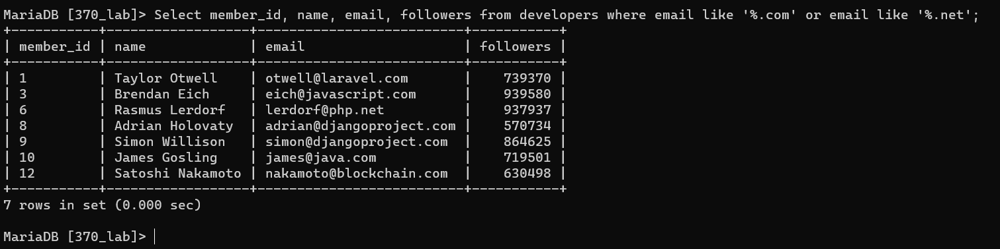 MariaDB [370_lab]> Select member_id, name, email, followers from developers where email like '%.com' or email like '%.net';
+-----------+------------------+--------------------------+-----------+
| member_id | name             | email                    | followers |
+-----------+------------------+--------------------------+-----------+
| 1         | Taylor Otwell    | otwell@laravel.com       |    739370 |
| 3         | Brendan Eich     | eich@javascript.com      |    939580 |
| 6         | Rasmus Lerdorf   | lerdorf@php.net          |    937937 |
| 8         | Adrian Holovaty  | adrian@djangoproject.com |    570734 |
| 9         | Simon Willison   | simon@djangoproject.com  |    864625 |
| 10        | James Gosling    | james@java.com           |    719501 |
| 12        | Satoshi Nakamoto | nakamoto@blockchain.com  |    630498 |
+-----------+------------------+--------------------------+-----------+
7 rows in set (0.000 sec)
MariaDB [370_lab]>